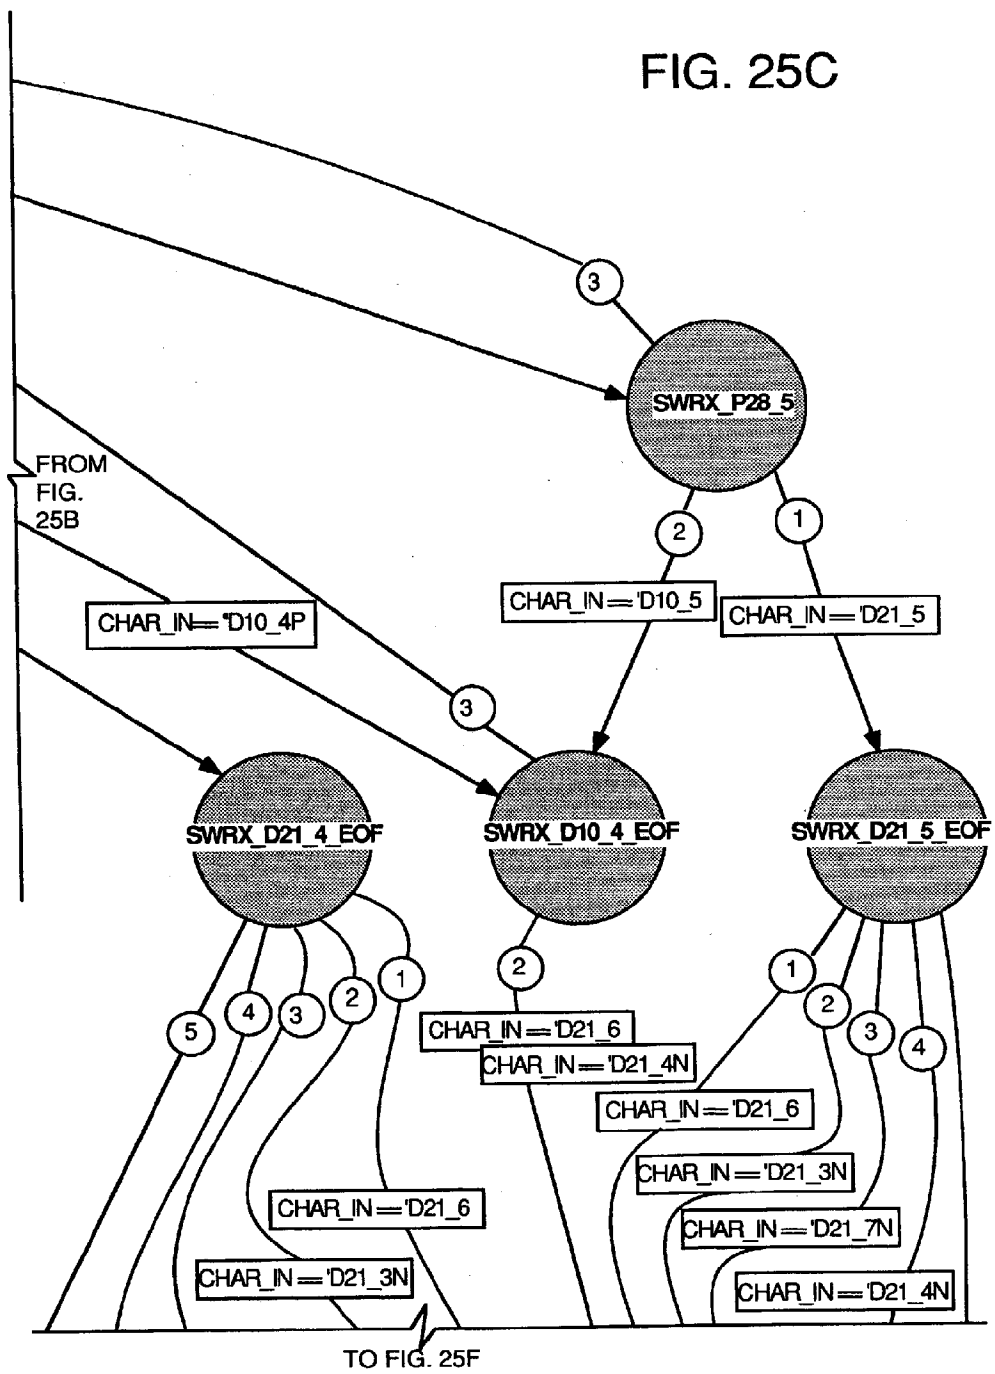 FIG. 25C
3
SWRX_P28_5
FROM
FIG.
25B
2
1
CHAR_IN=='D10_5
CHAR_IN=='D21_5
CHAR_IN=="D10_4P
3
SWRX_D21_4_EOF
SWRX_D10_4_EOF
SWRX_D21_5_EOF
5
4
3
2
1
2
1
2
3
4
CHAR_IN=='D21_6
CHAR_IN=='D21_4N
CHAR_IN=='D21_6
CHAR_IN=='D21_3N
CHAR_IN=='D21_6
CHAR_IN=='D21_7N
CHAR_IN=='D21_3N
CHAR_IN=='D21_4N
TO FIG. 25F